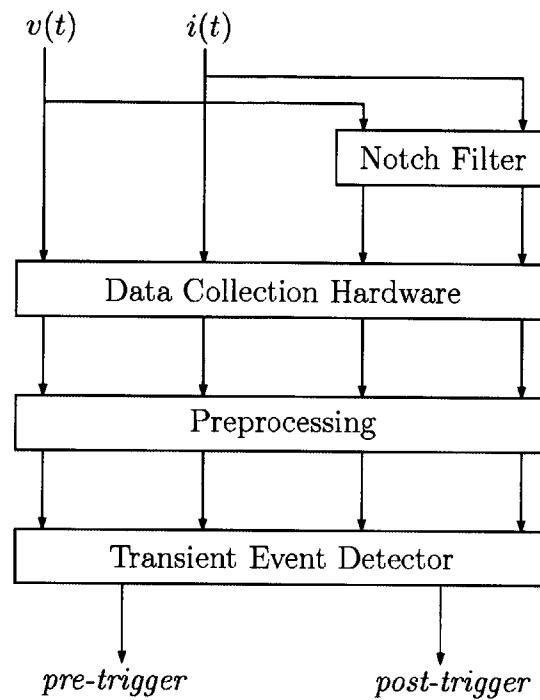 v(t) i(t)
Notch Filter
Data Collection Hardware
Preprocessing
Transient Event Detector
pre-trigger post-trigger